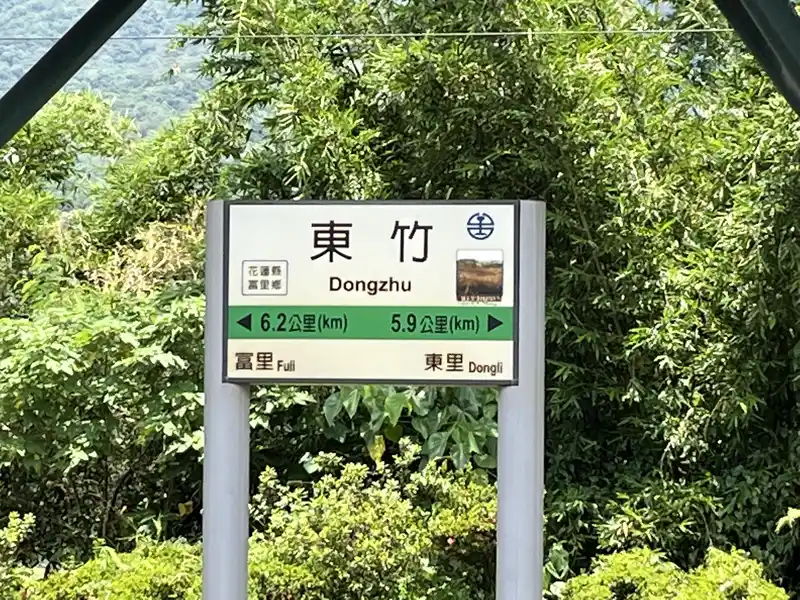 東竹
Dongzhu
花蓮縣
富里鄉
◀ 6.2公里(km) 5.9公里(km) ▶
富里 Fuli 東里 Dongli